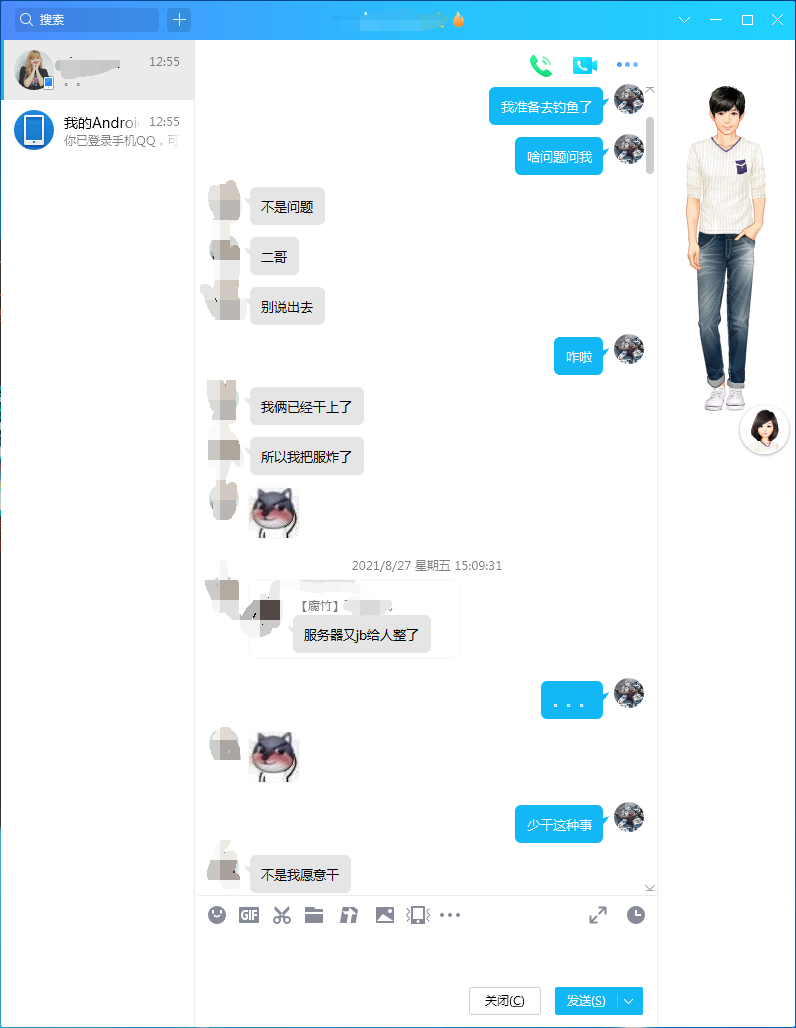 搜索
12:55
。。
我的Androi
12:55
你已登录手机QQ，可
我准备去钓鱼了
啥问题问我
不是问题
二哥
别说出去
咋啦
我俩已经干上了
所以我把服炸了
2021/8/27 星期五 15:09:31
【腐竹】
服务器又jb给人整了
。。。
少干这种事
不是我愿意干
GIF
关闭(C)
发送(S)